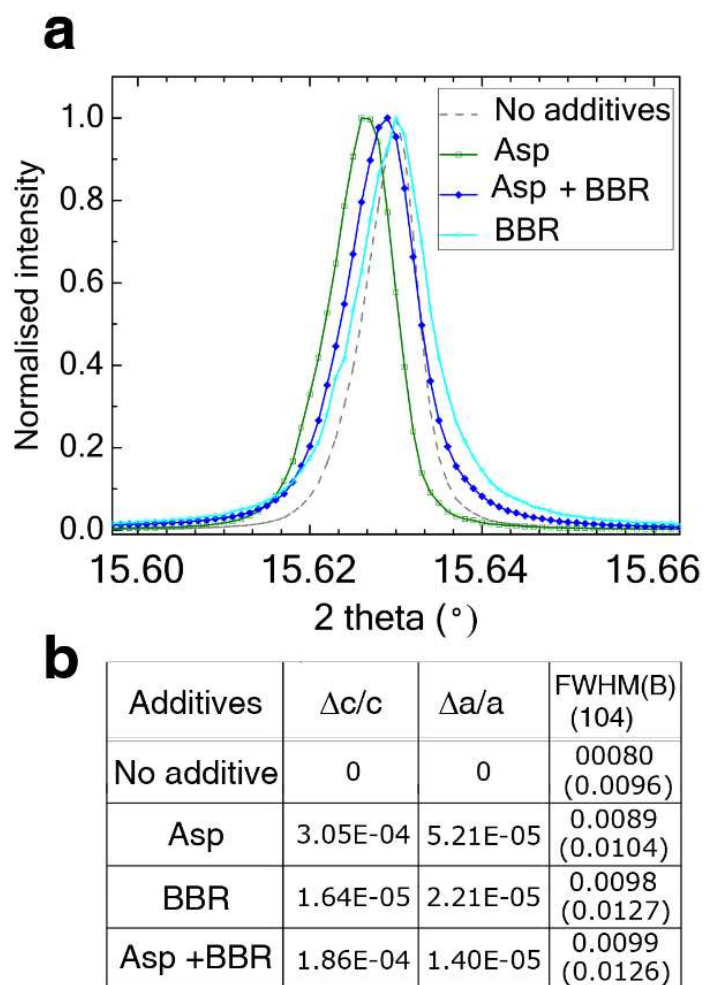 a
1.0
0.8
0.6
0.4
0.2
0.0
Normalised intensity
No additives
Asp
Asp + BBR
BBR
15.60 15.62 15.64 15.66
2 theta (°)
b
Additives Δc/c Δa/a FWHM(B) (104)
No additive 0 0 00080 (0.0096)
Asp 3.05E-04 5.21E-05 0.0089 (0.0104)
BBR 1.64E-05 2.21E-05 0.0098 (0.0127)
Asp +BBR 1.86E-04 1.40E-05 0.0099 (0.0126)